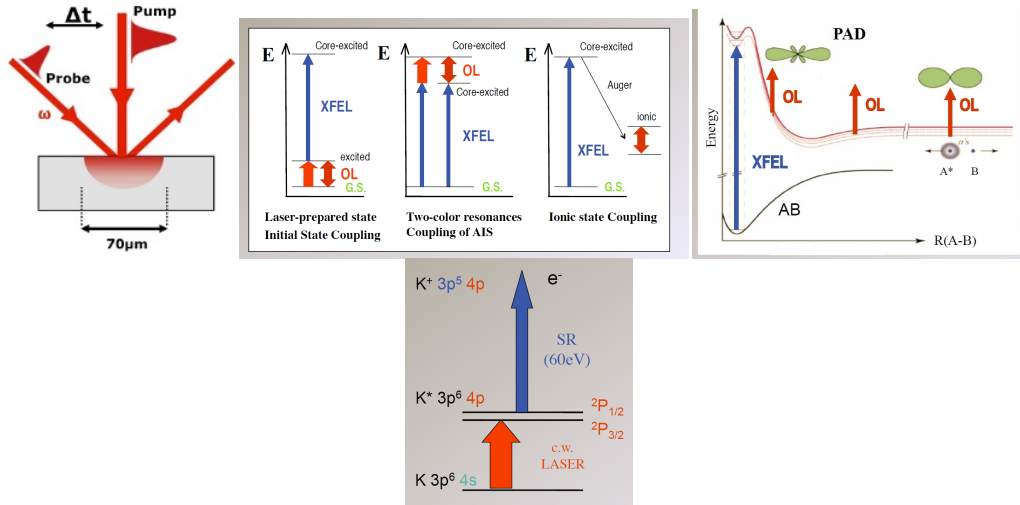 Δt
Pump
Probe
ω
70μm
E
Core-excited
XFEL
excited
OL
G.S.
Laser-prepared state
Initial State Coupling
E
Core-excited
OL
Core-excited
XFEL
G.S.
Two-color resonances
Coupling of AIS
E
Core-excited
Auger
ionic
XFEL
G.S.
Ionic state Coupling
PAD
Energy
OL
OL
OL
XFEL
n's
A* B
AB
R(A-B)
K⁺ 3p⁵ 4p
e⁻
SR
(60eV)
K* 3p⁶ 4p
²P₁/₂
²P₃/₂
c.w.
LASER
K 3p⁶ 4s